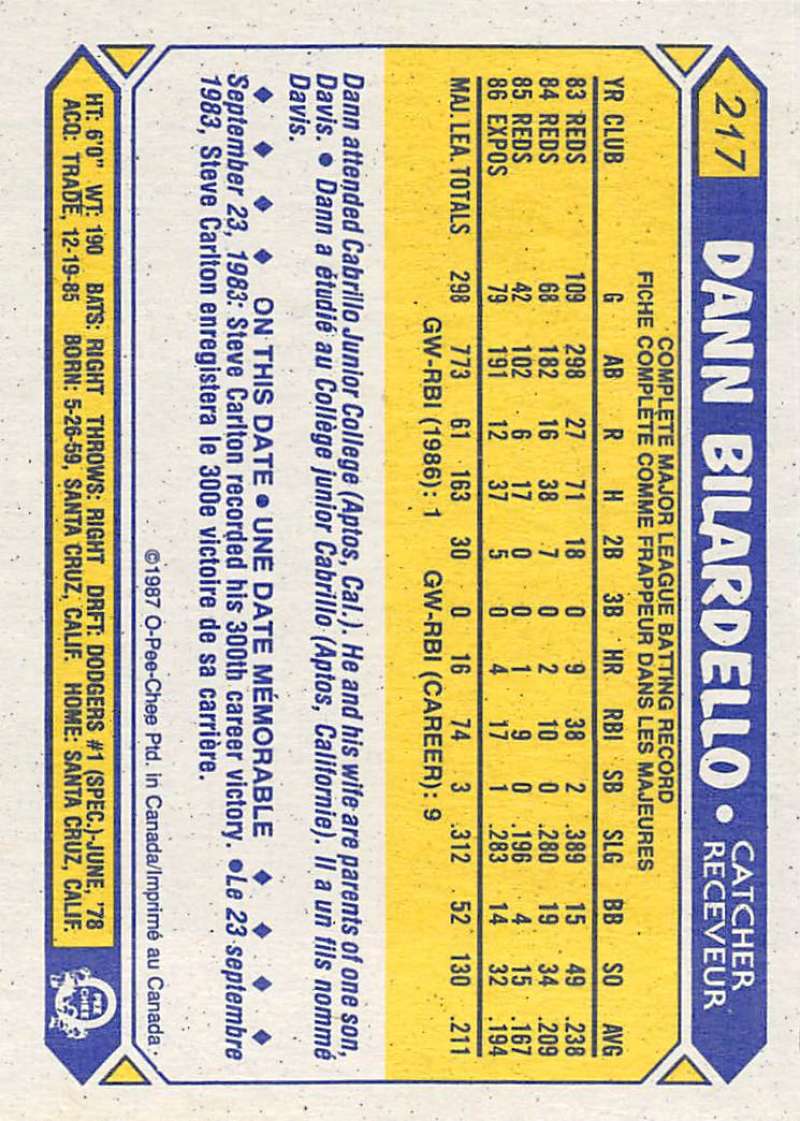 217 DANN BILARDELLO • CATCHER
RECEVEUR
COMPLETE MAJOR LEAGUE BATTING RECORD
FICHE COMPLÈTE COMME FRAPPEUR DANS LES MAJEURES
YR CLUB G AB R H 2B 3B HR RBI SB SLG BB SO AVG
83 REDS 109 298 27 71 18 0 9 38 2 .389 15 49 .238
84 REDS 68 182 16 38 7 0 2 10 0 .280 19 34 .209
85 REDS 42 102 6 17 0 0 1 9 0 .196 4 15 .167
86 EXPOS 79 191 12 37 5 0 4 17 1 .283 14 32 .194
MAJ. LEA. TOTALS 298 773 61 163 30 0 16 74 3 .312 52 130 .211
GW-RBI (1986): 1 GW-RBI (CAREER): 9
Dann attended Cabrillo Junior College (Aptos, Cal.). He and his wife are parents of one son,
Davis. • Dann a étudié au Collège junior Cabrillo (Aptos, Californie). Il a un fils nommé
Davis.
◆ ◆ ◆ ◆ ON THIS DATE • UNE DATE MÉMORABLE ◆ ◆ ◆ ◆
September 23, 1983: Steve Carlton recorded his 300th career victory. • Le 23 septembre
1983, Steve Carlton enregistera le 300e victoire de sa carrière.
©1987 O-Pee-Chee Ptd. in Canada/Imprimé au Canada
HT: 6'0" WT: 190 BATS: RIGHT THROWS: RIGHT DRFT: DODGERS #1 (SPEC.)-JUNE, '78
ACQ: TRADE, 12-19-85 BORN: 5-26-59, SANTA CRUZ, CALIF. HOME: SANTA CRUZ, CALIF.
O
PEE
CHEE